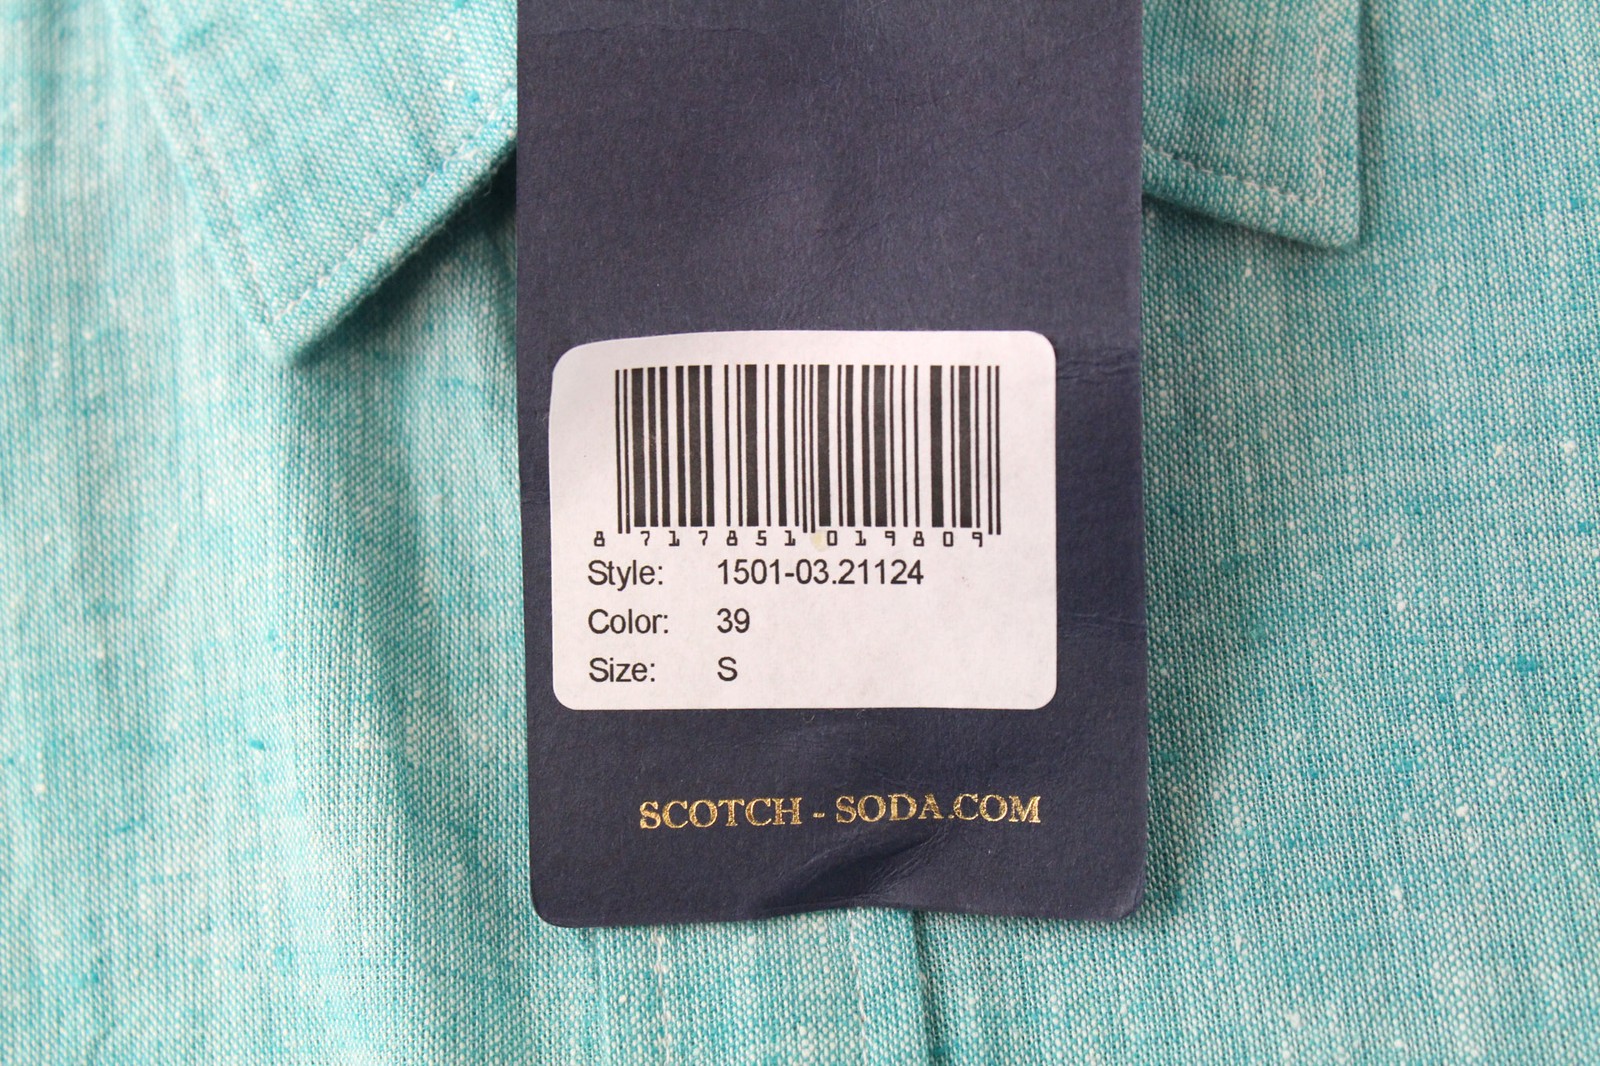 8 717851 019809
Style: 1501-03.21124
Color: 39
Size: S
SCOTCH - SODA.COM